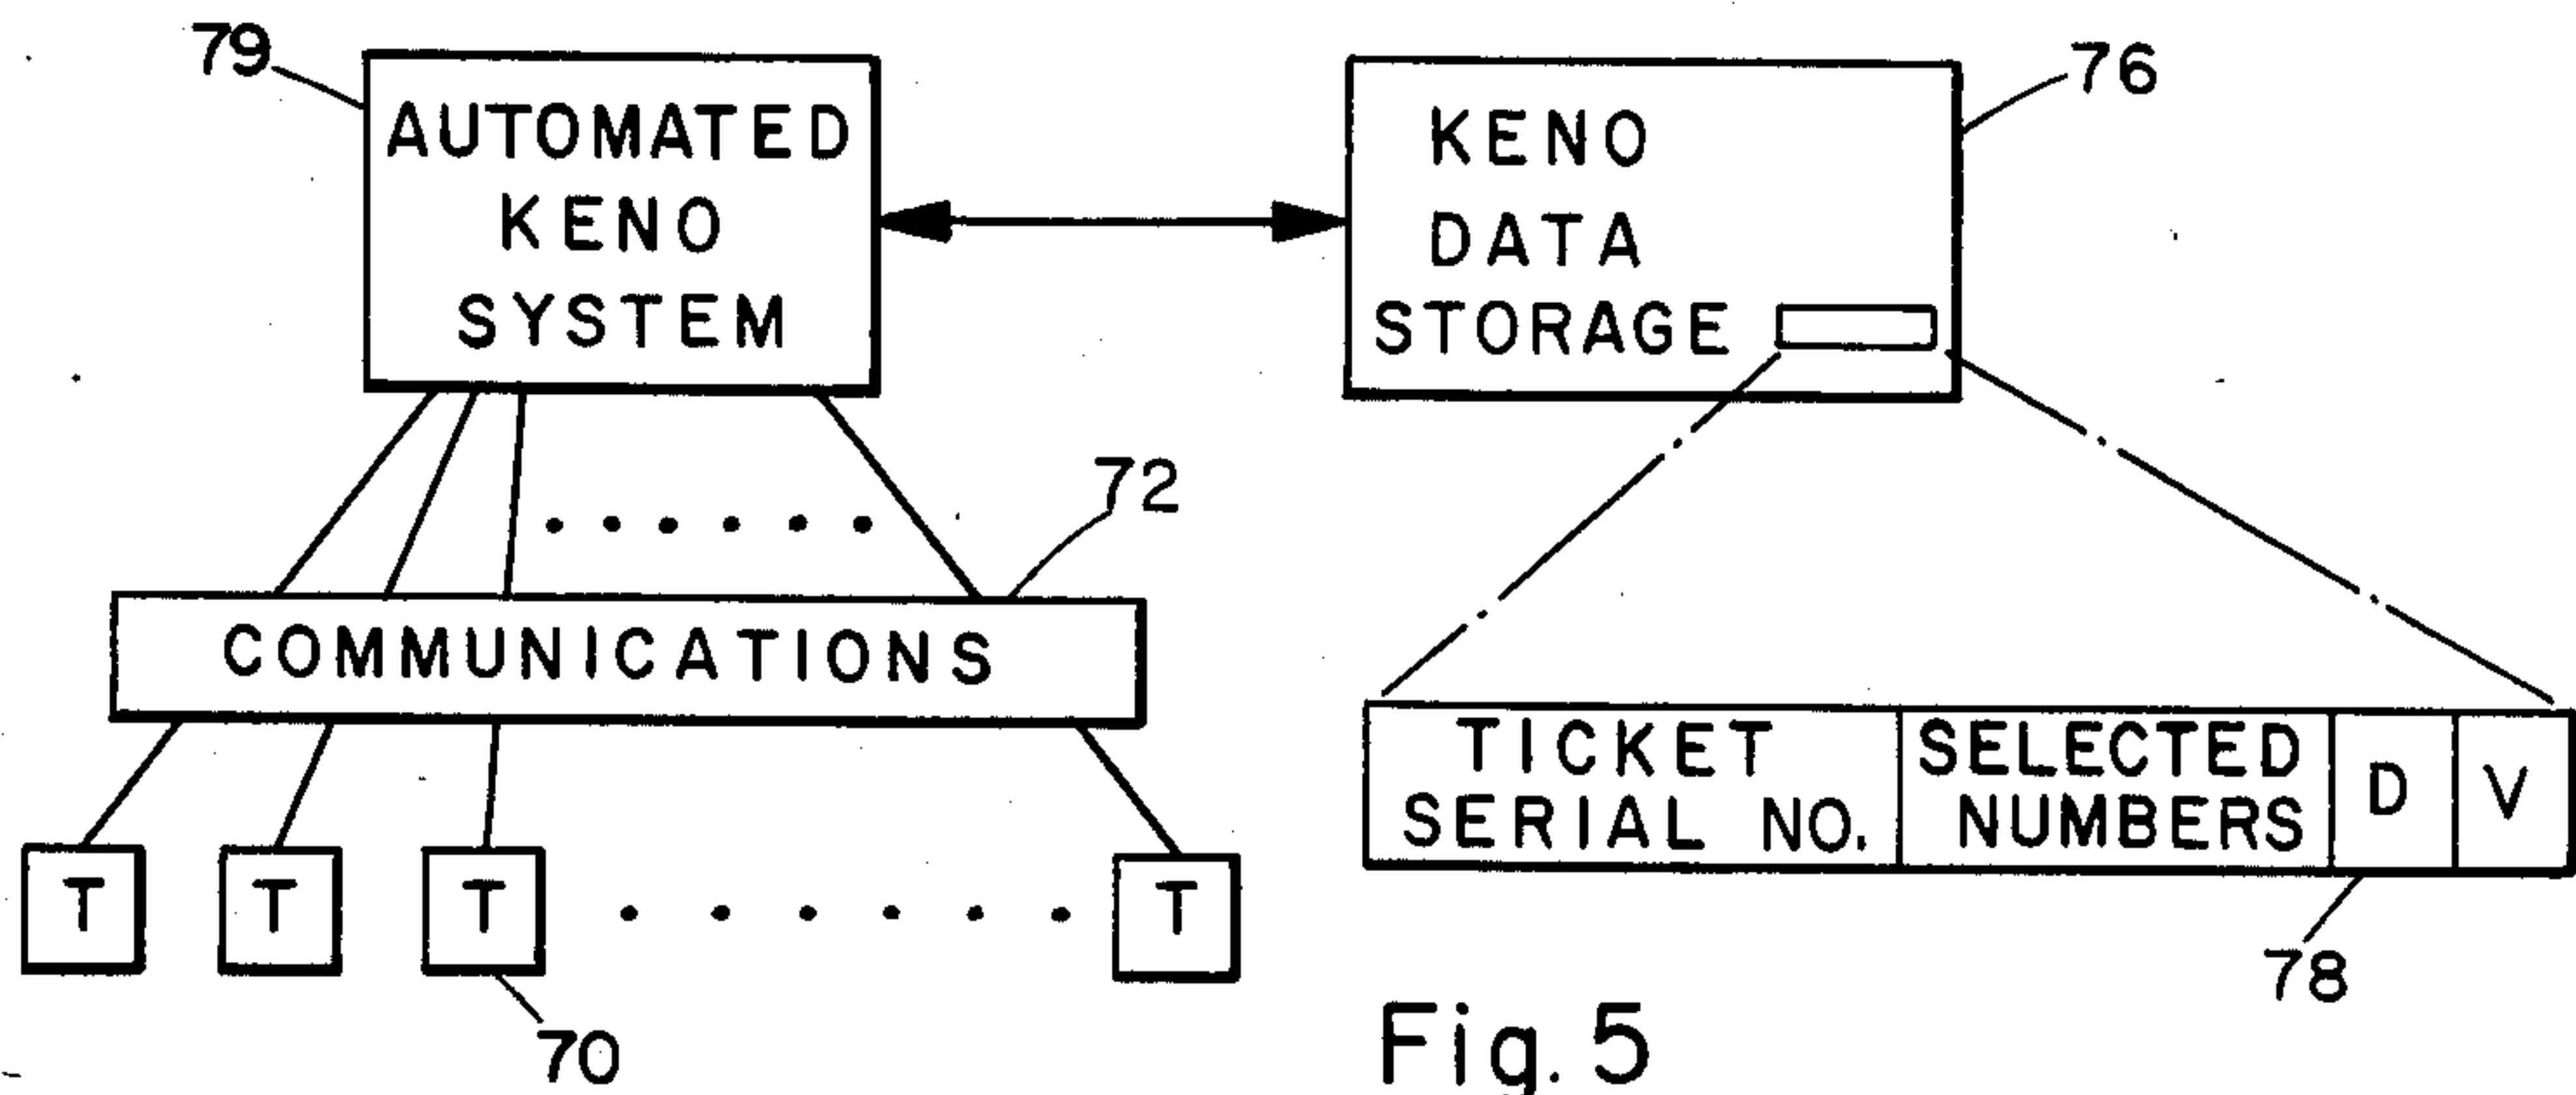 79
AUTOMATED
KENO
SYSTEM
76
KENO
DATA
STORAGE
72
COMMUNICATIONS
T T T T
70
TICKET
SERIAL NO.
SELECTED
NUMBERS
D
V
78
Fig. 5